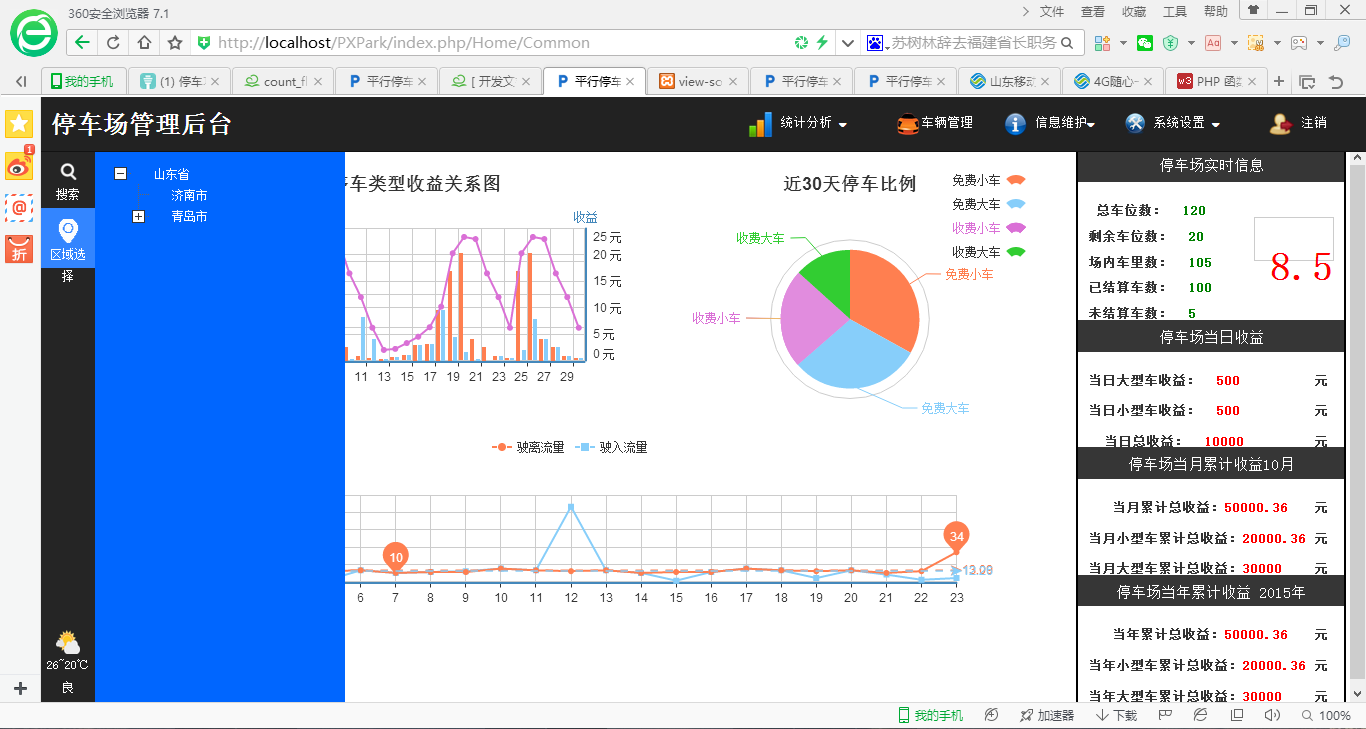 360安全浏览器 7.1
文件 查看 收藏 工具 帮助
http://localhost/PXPark/index.php/Home/Common
苏树林辞去福建省长职务
我的手机 (1) 停车 count_fl 平行停车 [ 开发文 平行停车 view-so 平行停车 平行停车 山东移动 4G随心 PHP 函
停车场管理后台
统计分析 车辆管理 信息维护 系统设置 注销
搜索
区域选
择
山东省
济南市
青岛市
26~20℃
良
1
@
折
车类型收益关系图
收益
25 元
20 元
15 元
10 元
5 元
0 元
11 13 15 17 19 21 23 25 27 29
近30天停车比例
免费小车
免费大车
收费小车
收费大车
收费大车
免费小车
收费小车
免费大车
驶离流量 驶入流量
10
34
6 7 8 9 10 11 12 13 14 15 16 17 18 19 20 21 22 23
停车场实时信息
总车位数: 120
剩余车位数: 20
场内车里数: 105
已结算车数: 100
未结算车数: 5
8.5
停车场当日收益
当日大型车收益: 500 元
当日小型车收益: 500 元
当日总收益: 10000 元
停车场当月累计收益10月
当月累计总收益: 50000.36 元
当月小型车累计总收益: 20000.36 元
当月大型车累计总收益: 30000 元
停车场当年累计收益 2015年
当年累计总收益: 50000.36 元
当年小型车累计总收益: 20000.36 元
当年大型车累计总收益: 30000 元
我的手机 加速器 下载 100%